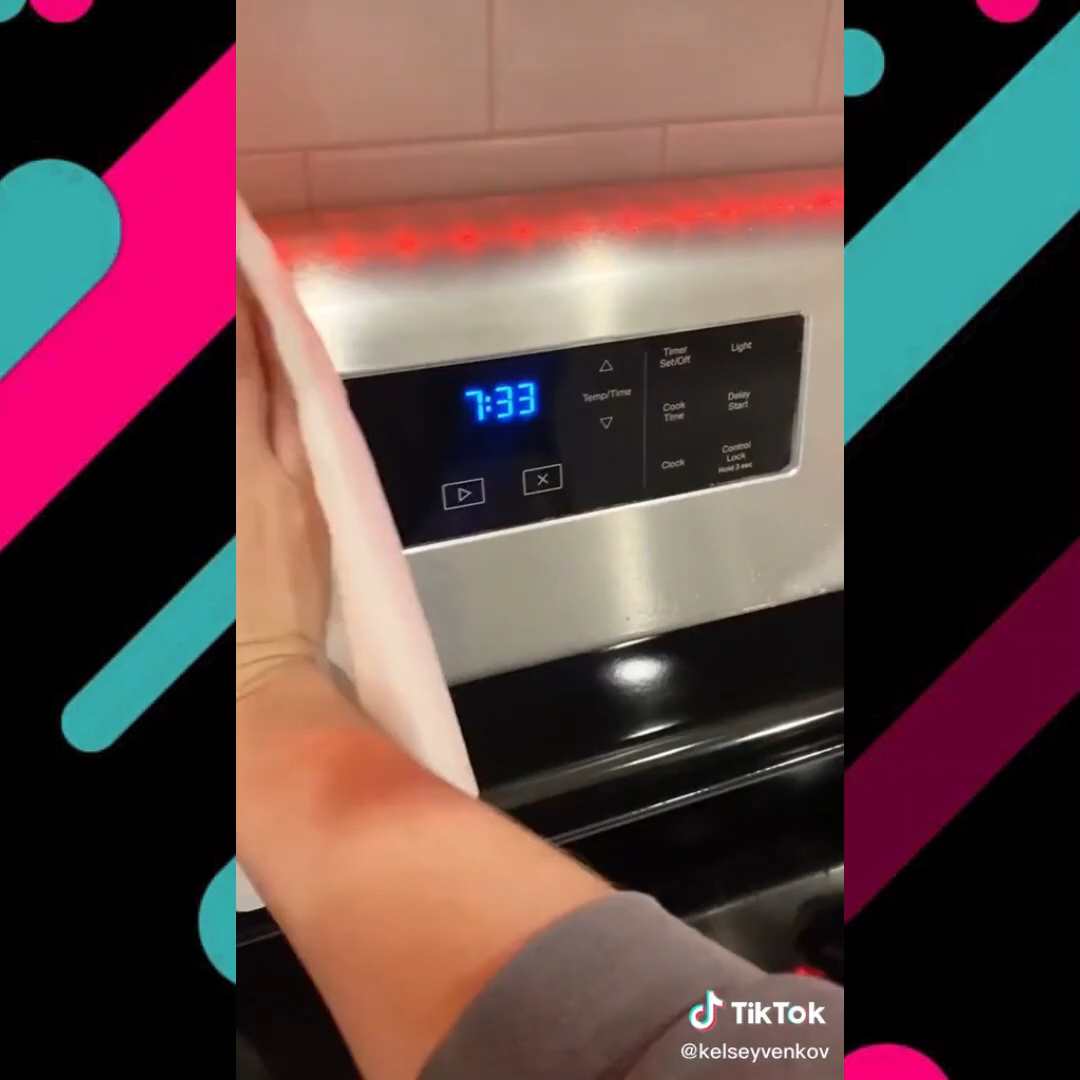 7:33
Temp/Time
Timer
Set/Off
Light
Cook
Time
Delay
Start
Clock
Control
Lock
Hold 3 sec
TikTok
@kelseyvenkov